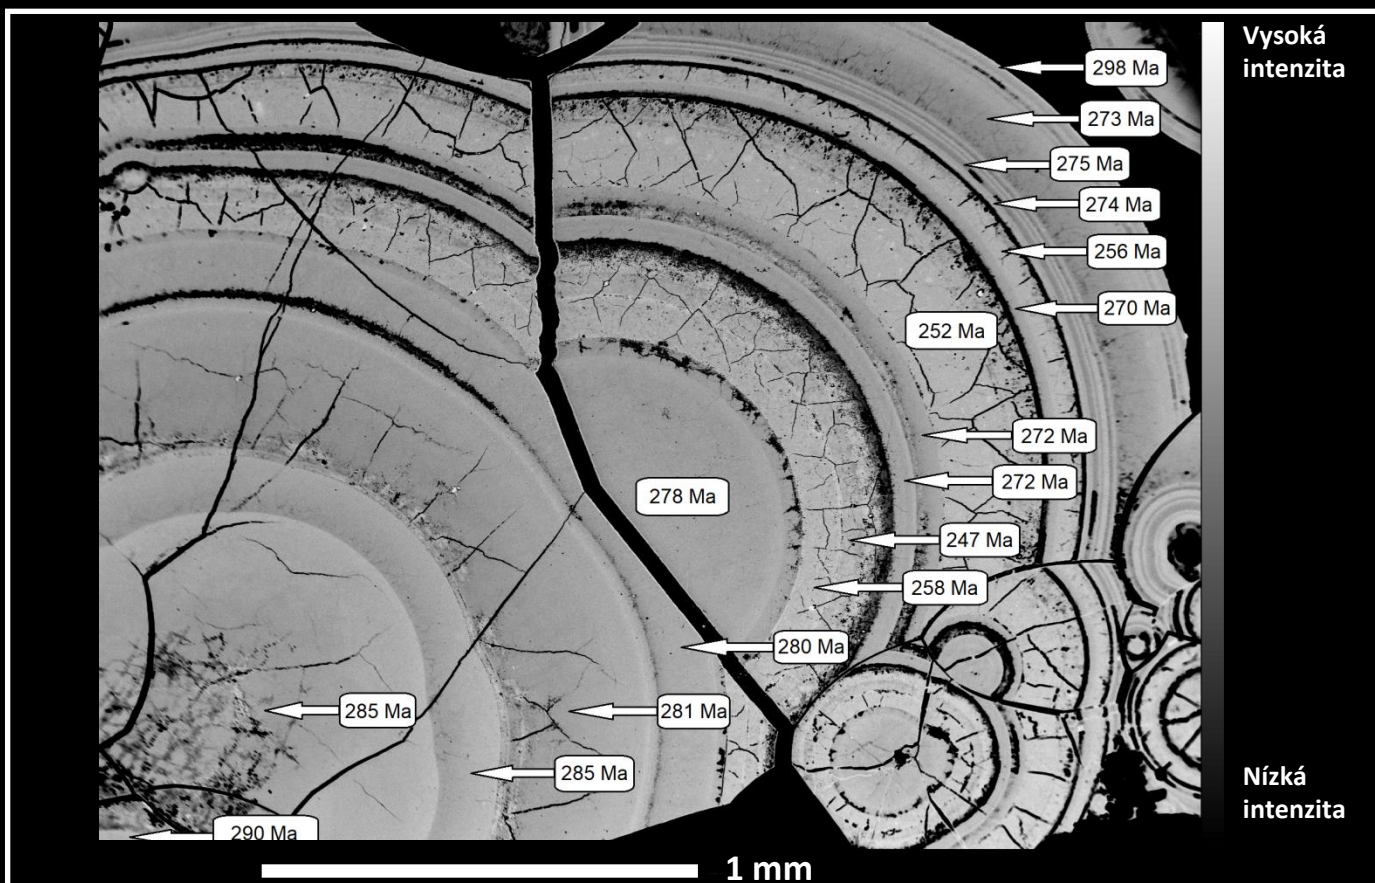 Vysoká
intenzita
298 Ma
273 Ma
275 Ma
274 Ma
256 Ma
270 Ma
252 Ma
272 Ma
272 Ma
278 Ma
247 Ma
258 Ma
280 Ma
285 Ma
281 Ma
285 Ma
290 Ma
Nízká
intenzita
1 mm